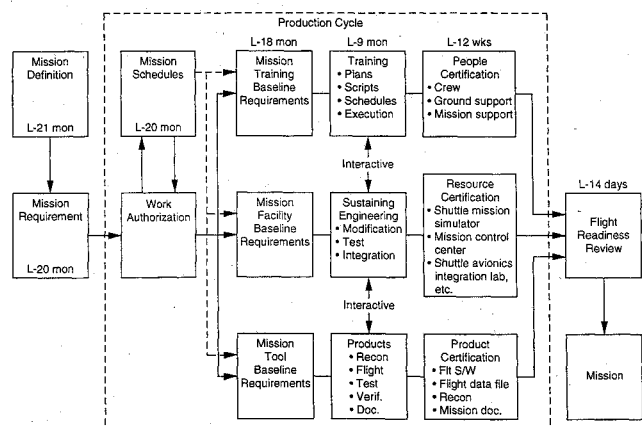 Production Cycle
Mission
Definition
L-21 mon
Mission
Requirement
L-20 mon
Mission
Schedules
L-20 mon
Work
Authorization
L-18 mon
Mission
Training
Baseline
Requirements
L-9 mon
Training
• Plans
• Scripts
• Schedules
• Execution
L-12 wks
People
Certification
• Crew
• Ground support
• Mission support
Interactive
Mission
Facility
Baseline
Requirements
Sustaining
Engineering
• Modification
• Test
• Integration
Resource
Certification
• Shuttle mission
simulator
• Mission control
center
• Shuttle avionics
integration lab,
etc.
Interactive
Mission
Tool
Baseline
Requirements
Products
• Recon
• Flight
• Test
• Verif.
• Doc.
Product
Certification
• Flt S/W
• Flight data file
• Recon
• Mission doc.
L-14 days
Flight
Readiness
Review
Mission